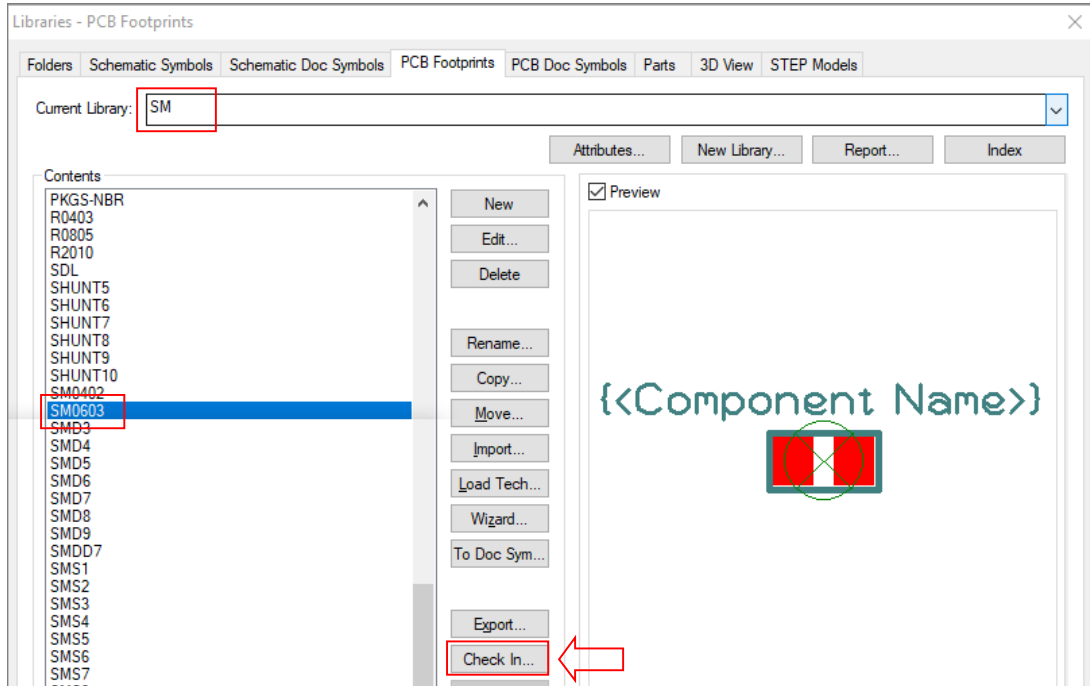 Libraries - PCB Footprints
Folders Schematic Symbols Schematic Doc Symbols PCB Footprints PCB Doc Symbols Parts 3D View STEP Models
Current Library: SM
Attributes... New Library... Report... Index
Contents
PKGS-NBR
R0403
R0805
R2010
SDL
SHUNT5
SHUNT6
SHUNT7
SHUNT8
SHUNT9
SHUNT10
SM0402
SM0603
SMD3
SMD4
SMD5
SMD6
SMD7
SMD8
SMD9
SMDD7
SMS1
SMS2
SMS3
SMS4
SMS5
SMS6
SMS7
New
Edit...
Delete
Rename...
Copy...
Move...
Import...
Load Tech...
Wizard...
To Doc Sym...
Export...
Check In...
Preview
{<Component Name>}